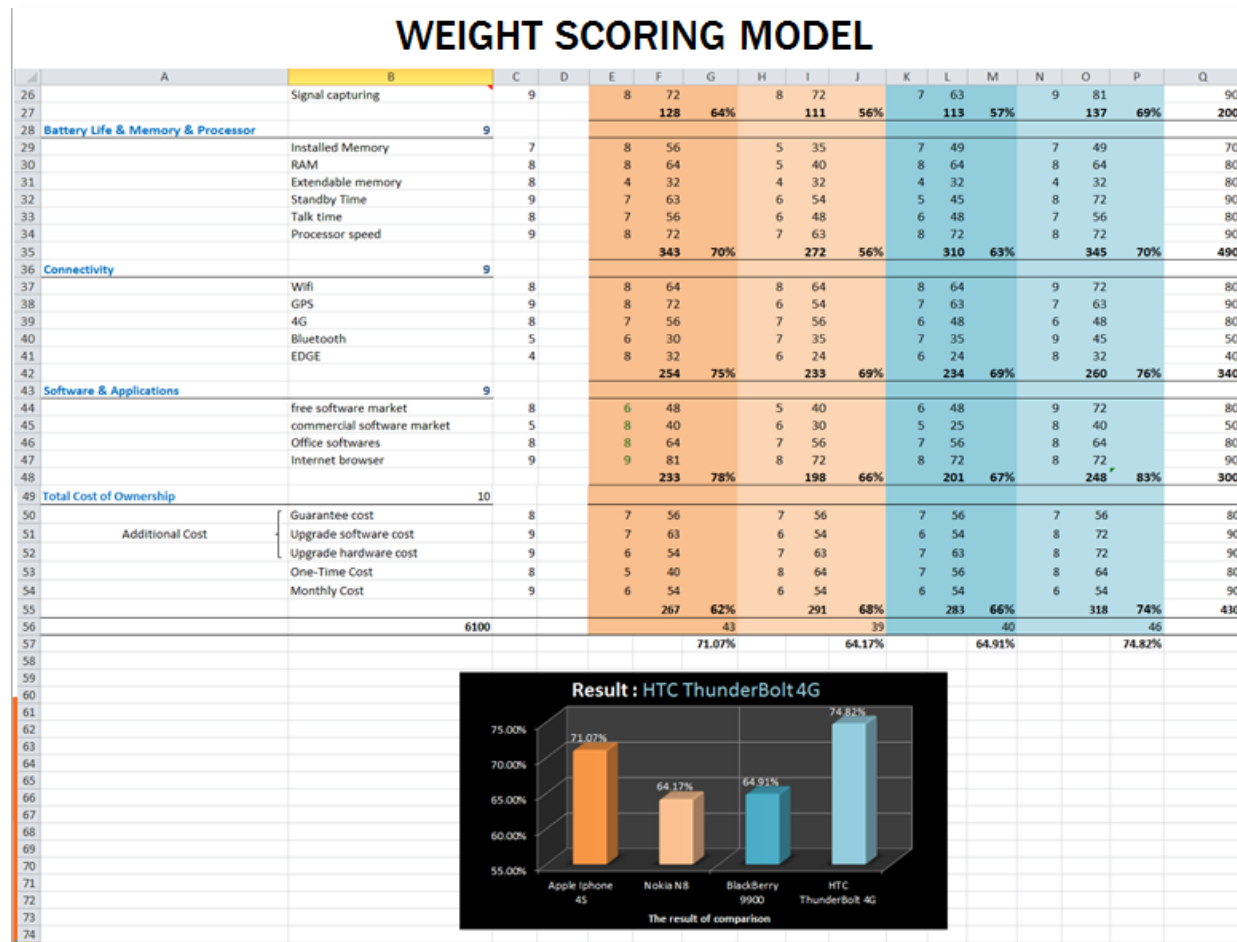 WEIGHT SCORING MODEL
A B C D E F G H I J K L M N O P Q
26 Signal capturing 9 8 72 8 72 7 63 9 81 90
27 128 64% 111 56% 113 57% 137 69% 200
28 Battery Life & Memory & Processor 9
29 Installed Memory 7 8 56 5 35 7 49 7 49 70
30 RAM 8 8 64 5 40 8 64 8 64 80
31 Extendable memory 8 4 32 4 32 4 32 4 32 80
32 Standby Time 9 7 63 6 54 5 45 8 72 90
33 Talk time 8 7 56 6 48 6 48 7 56 80
34 Processor speed 9 8 72 7 63 8 72 8 72 90
35 343 70% 272 56% 310 63% 345 70% 490
36 Connectivity 9
37 Wifi 8 8 64 8 64 8 64 9 72 80
38 GPS 9 8 72 6 54 7 63 7 63 90
39 4G 8 7 56 7 56 6 48 6 48 80
40 Bluetooth 5 6 30 7 35 7 35 9 45 50
41 EDGE 4 8 32 6 24 6 24 8 32 40
42 254 75% 233 69% 234 69% 260 76% 340
43 Software & Applications 9
44 free software market 8 6 48 5 40 6 48 9 72 80
45 commercial software market 5 8 40 6 30 5 25 8 40 50
46 Office softwares 8 8 64 7 56 7 56 8 64 80
47 Internet browser 9 9 81 8 72 8 72 8 72 90
48 233 78% 198 66% 201 67% 248 83% 300
49 Total Cost of Ownership 10
50 Guarantee cost 8 7 56 7 56 7 56 7 56 80
51 Additional Cost Upgrade software cost 9 7 63 6 54 6 54 8 72 90
52 Upgrade hardware cost 9 6 54 7 63 7 63 8 72 90
53 One-Time Cost 8 5 40 8 64 7 56 8 64 80
54 Monthly Cost 9 6 54 6 54 6 54 6 54 90
55 267 62% 291 68% 283 66% 318 74% 430
56 6100 43 39 40 46
57 71.07% 64.17% 64.91% 74.82%
58
59
60
61
62
63
64
65
66
67
68
69
70
71
72
73
74
Result : HTC ThunderBolt 4G
75.00%
70.00%
65.00%
60.00%
55.00%
71.07%
64.17%
64.91%
74.82%
Apple Iphone 4S
Nokia N8
BlackBerry 9900
HTC ThunderBolt 4G
The result of comparison